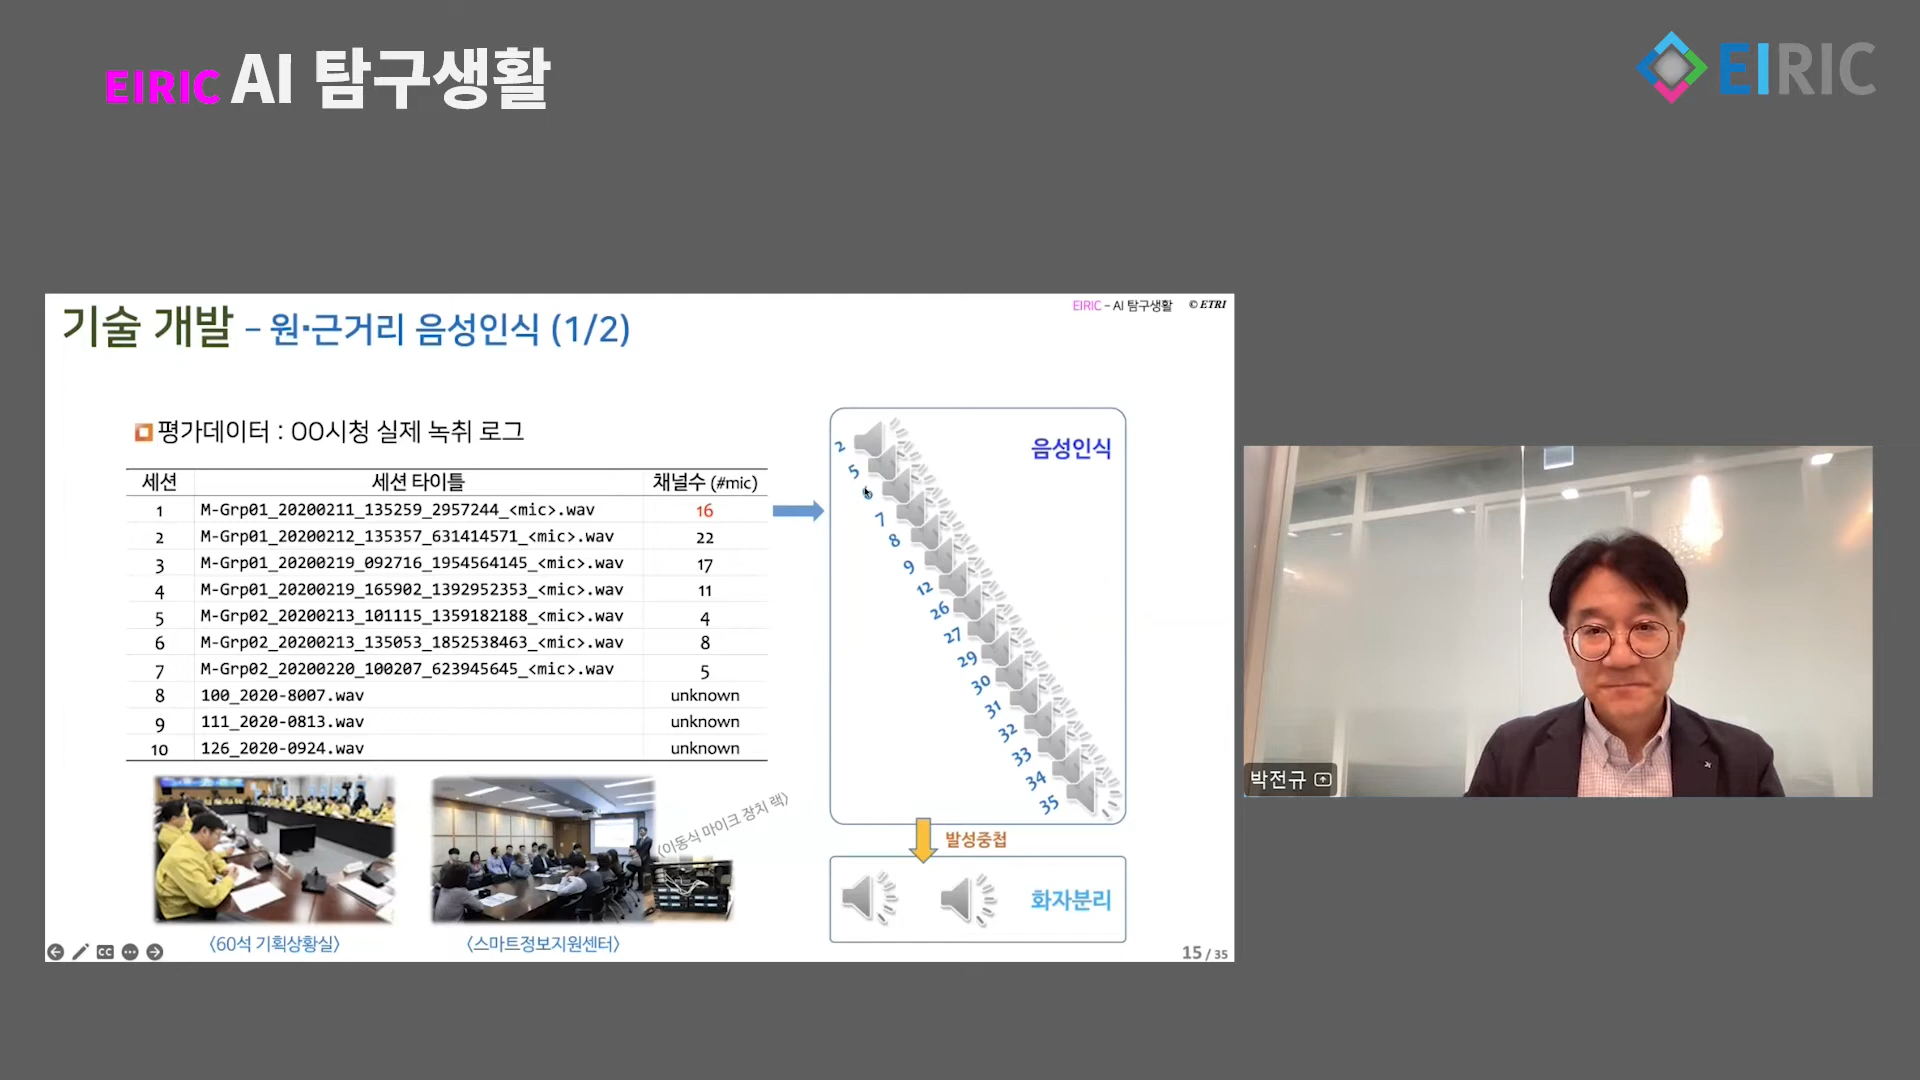 EIRIC AI 탐구생활
EIRIC
EIRIC – AI 탐구생활 © ETRI
기술 개발 – 원·근거리 음성인식 (1/2)
평가데이터 : OO시청 실제 녹취 로그
세션 세션 타이틀 채널수 (#mic)
1 M-Grp01_20200211_135259_2957244_<mic>.wav 16
2 M-Grp01_20200212_135357_631414571_<mic>.wav 22
3 M-Grp01_20200219_092716_1954564145_<mic>.wav 17
4 M-Grp01_20200219_165902_1392952353_<mic>.wav 11
5 M-Grp02_20200213_101115_1359182188_<mic>.wav 4
6 M-Grp02_20200213_135053_1852538463_<mic>.wav 8
7 M-Grp02_20200220_100207_623945645_<mic>.wav 5
8 100_2020-8007.wav unknown
9 111_2020-0813.wav unknown
10 126_2020-0924.wav unknown
<이동식 마이크 장치 랙>
<60석 기획상황실>
<스마트정보지원센터>
음성인식
2
5
7
8
9
12
26
27
29
30
31
32
33
34
35
발성중첩
화자분리
CC
15 / 35
박전규